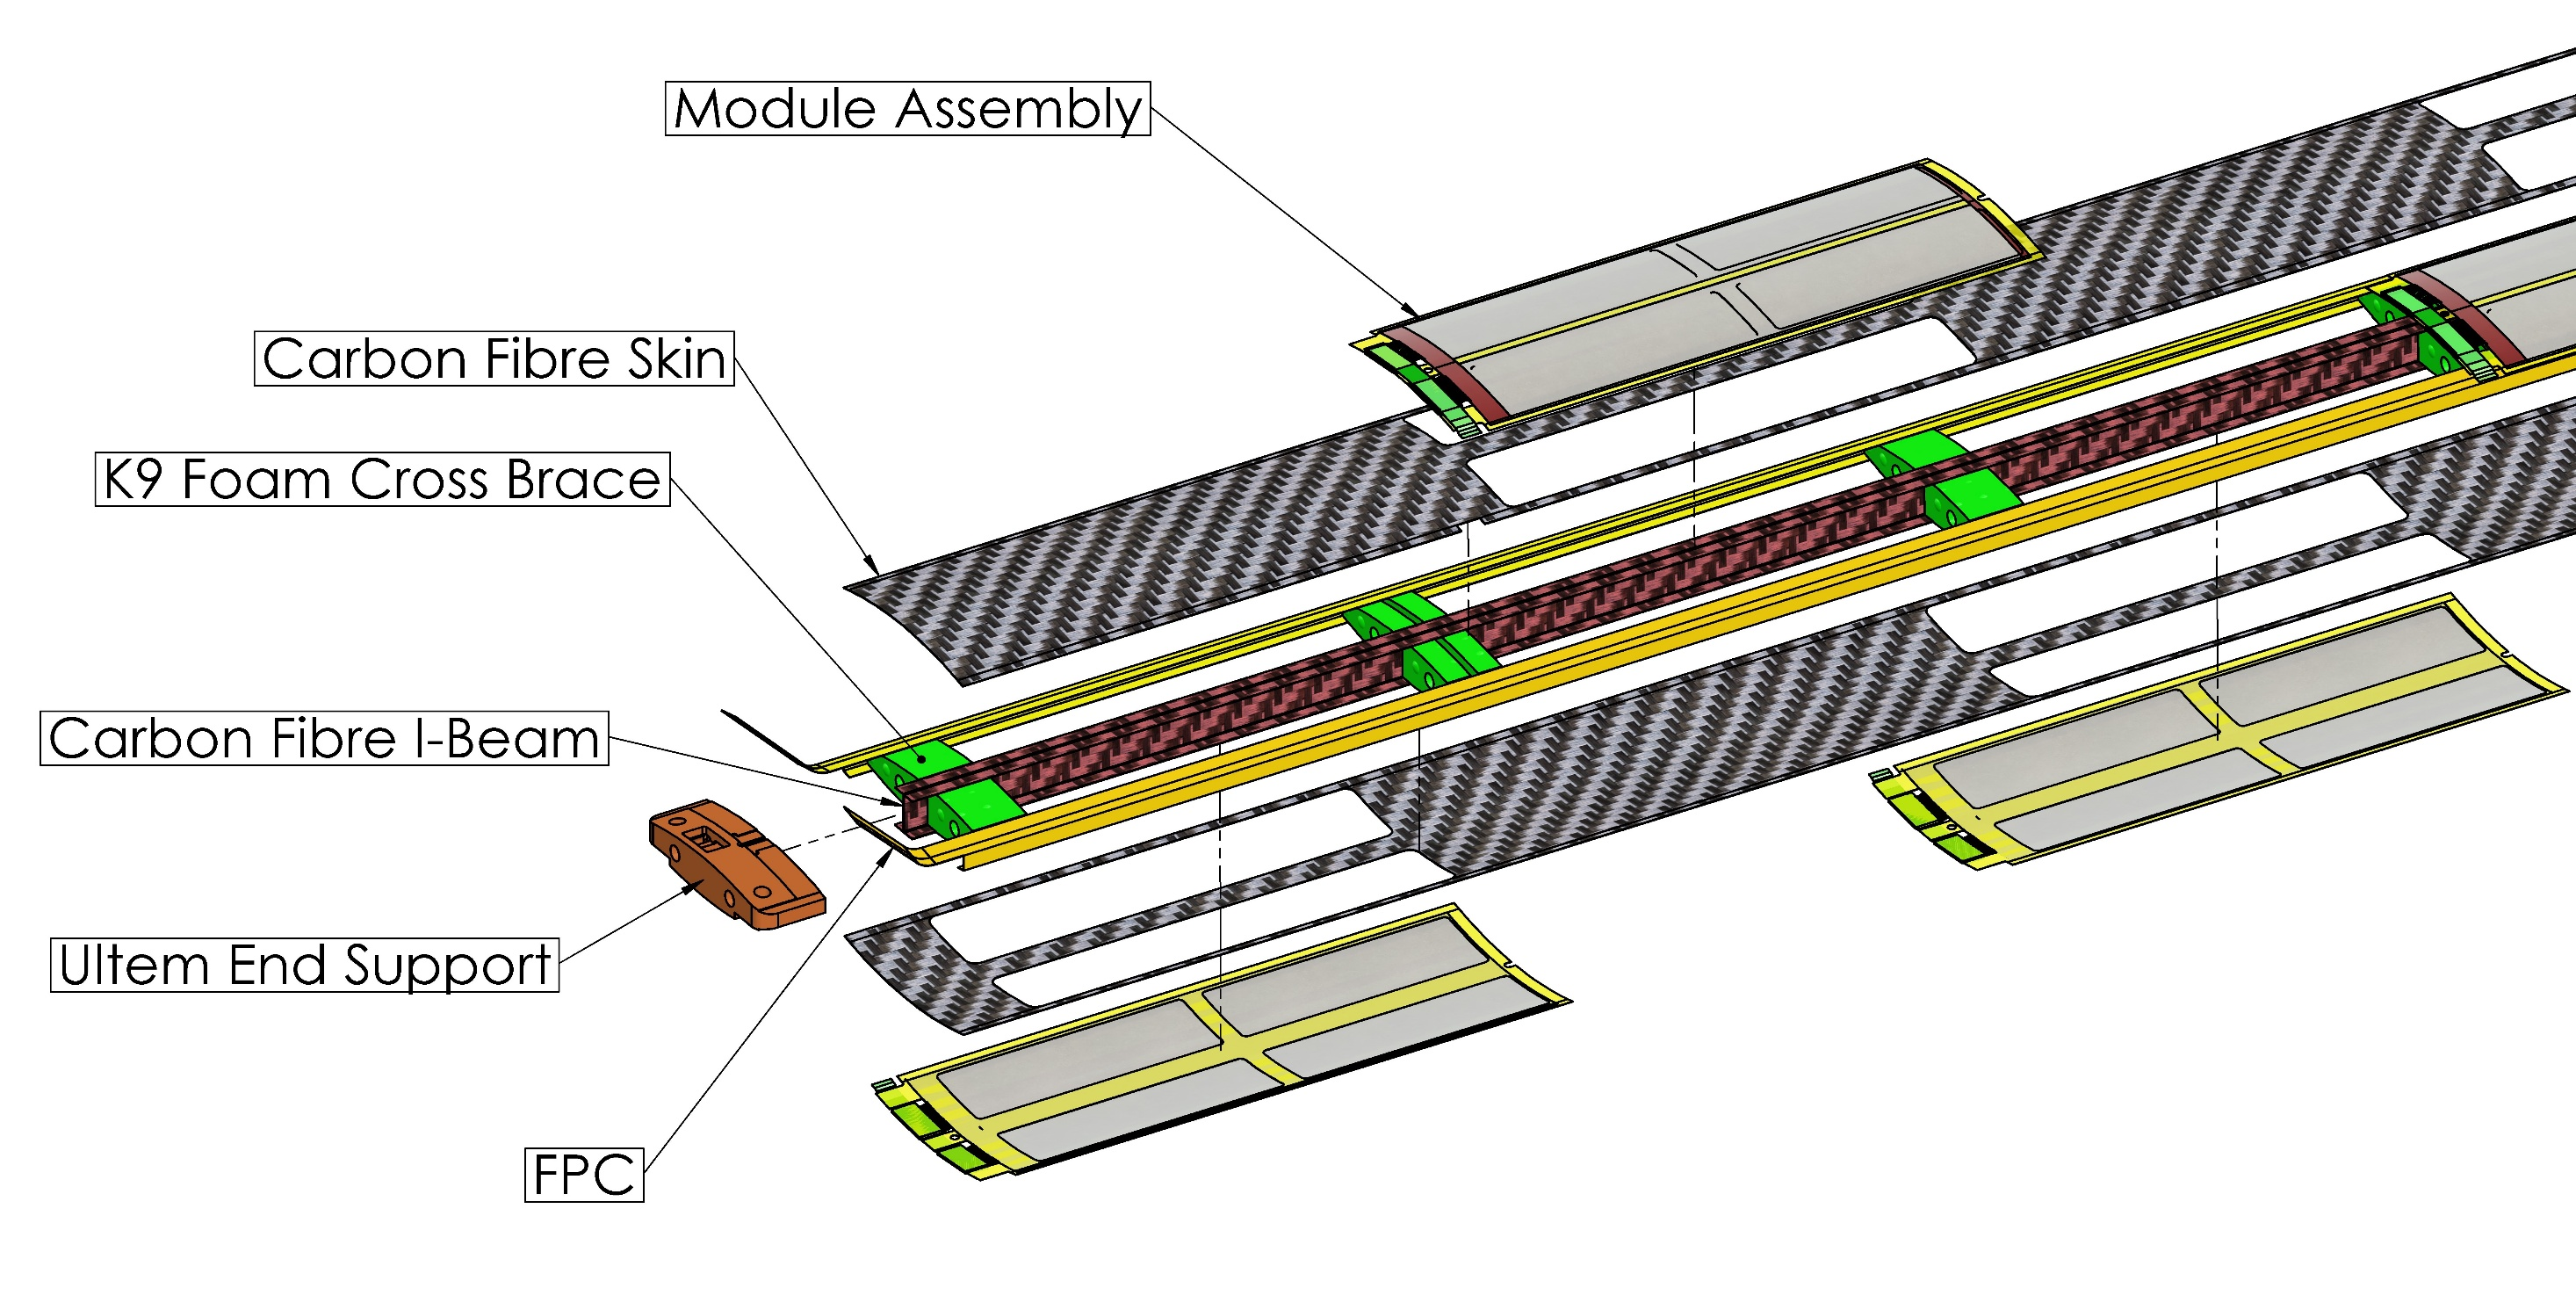 Module Assembly
Carbon Fibre Skin
K9 Foam Cross Brace
Carbon Fibre I-Beam
Ultem End Support
FPC